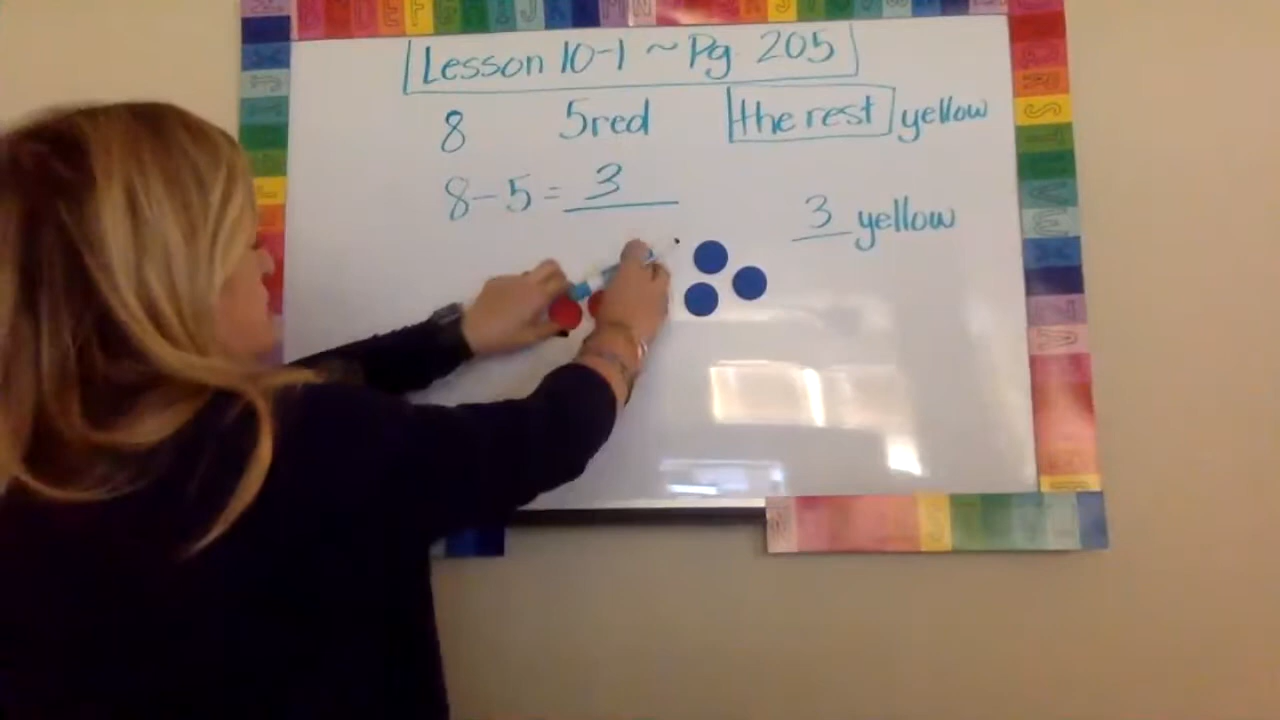 Lesson 10-1 ~ Pg 205
8 5red the rest yellow
8-5= 3
3 yellow